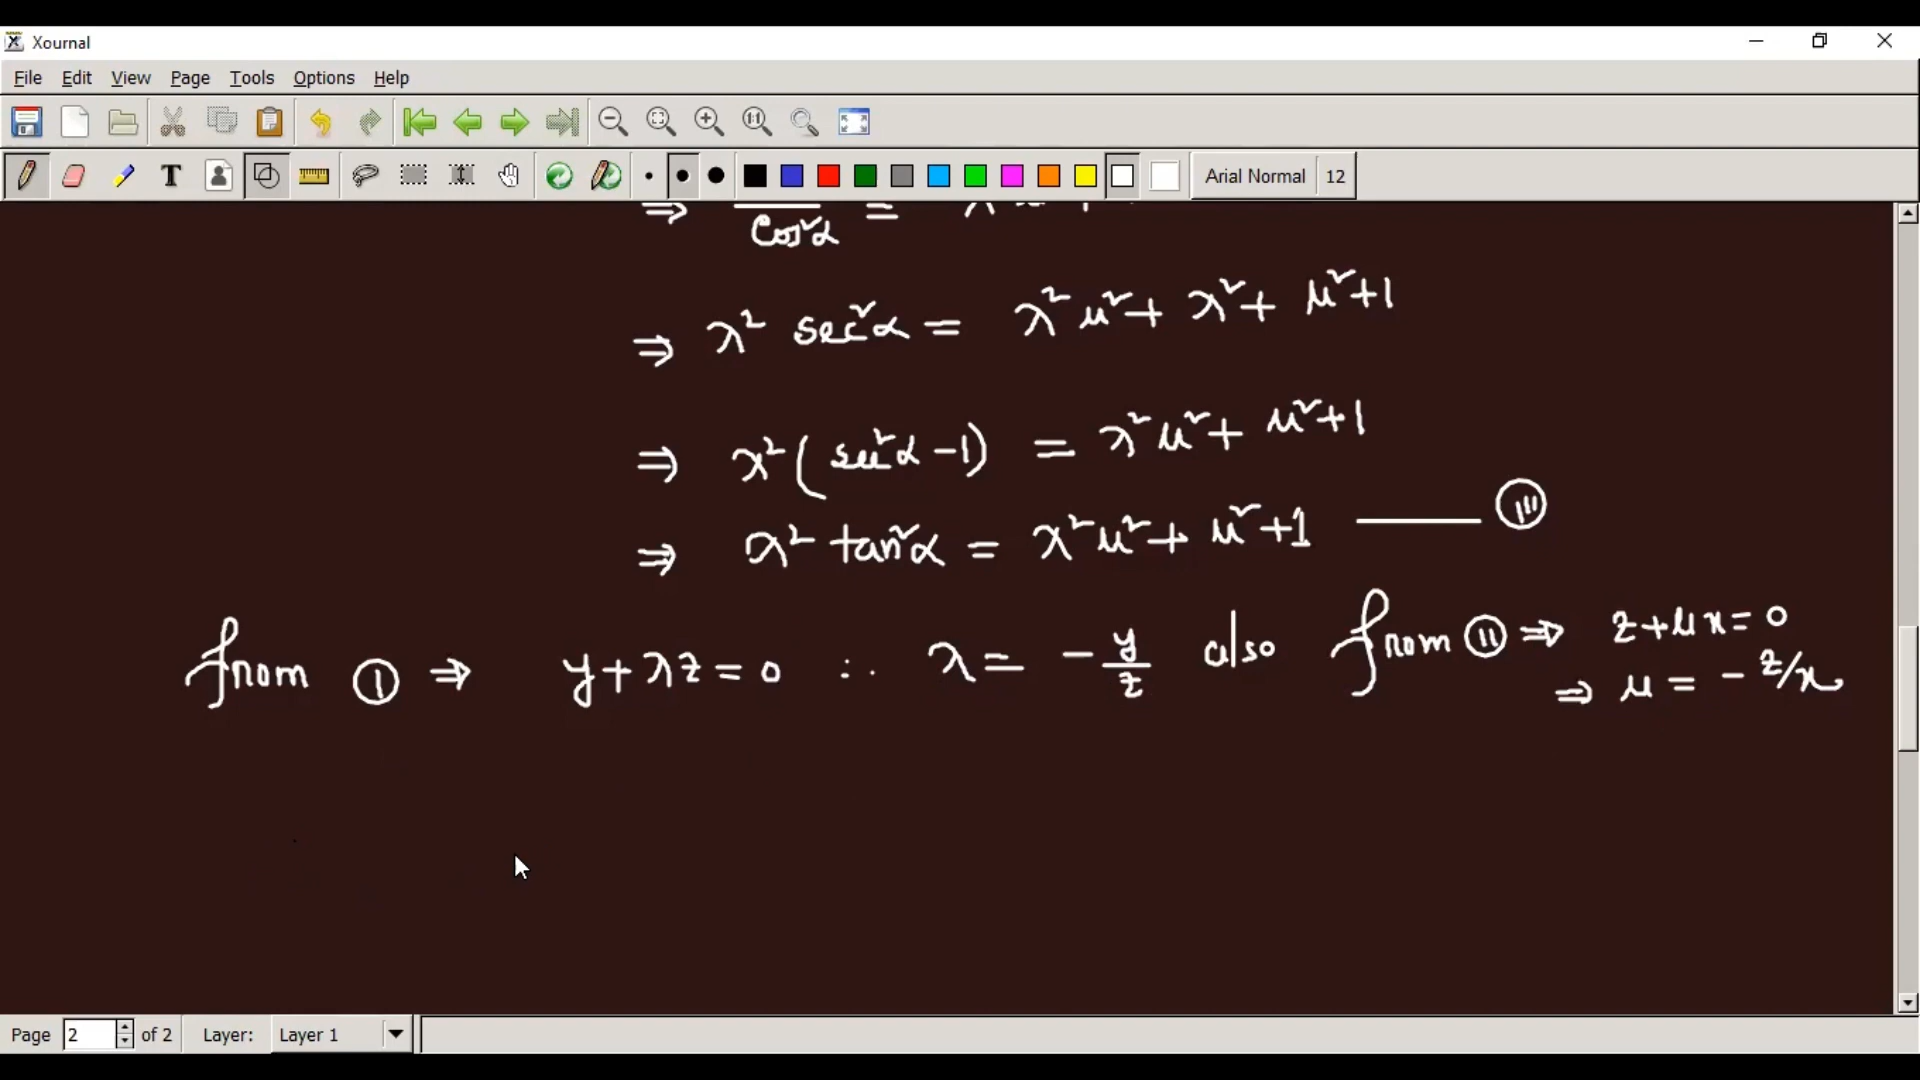 Xournal
File Edit View Page Tools Options Help
Arial Normal 12
⇒ cos²α =
⇒ λ² sec²α = λ²μ² + λ² + μ² + 1
⇒ λ²(sec²α - 1) = λ²μ² + μ² + 1
⇒ λ² tan²α = λ²μ² + μ² + 1 —— (III)
from (I) ⇒ y + λz = 0 ∴ λ = - y/z also from (II) ⇒ z + μx = 0
⇒ μ = - z/x
Page 2 of 2 Layer: Layer 1